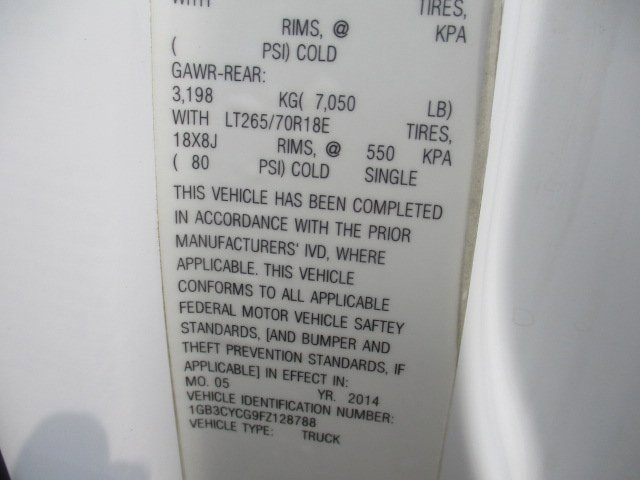 WITH TIRES,
RIMS, @ KPA
( PSI) COLD
GAWR-REAR:
3,198 KG( 7,050 LB)
WITH LT265/70R18E TIRES,
18X8J RIMS, @ 550 KPA
( 80 PSI) COLD SINGLE
THIS VEHICLE HAS BEEN COMPLETED
IN ACCORDANCE WITH THE PRIOR
MANUFACTURERS' IVD, WHERE
APPLICABLE. THIS VEHICLE
CONFORMS TO ALL APPLICABLE
FEDERAL MOTOR VEHICLE SAFTEY
STANDARDS, [AND BUMPER AND
THEFT PREVENTION STANDARDS, IF
APPLICABLE] IN EFFECT IN:
MO. 05 YR. 2014
VEHICLE IDENTIFICATION NUMBER:
1GB3CYCG9FZ128788
VEHICLE TYPE: TRUCK